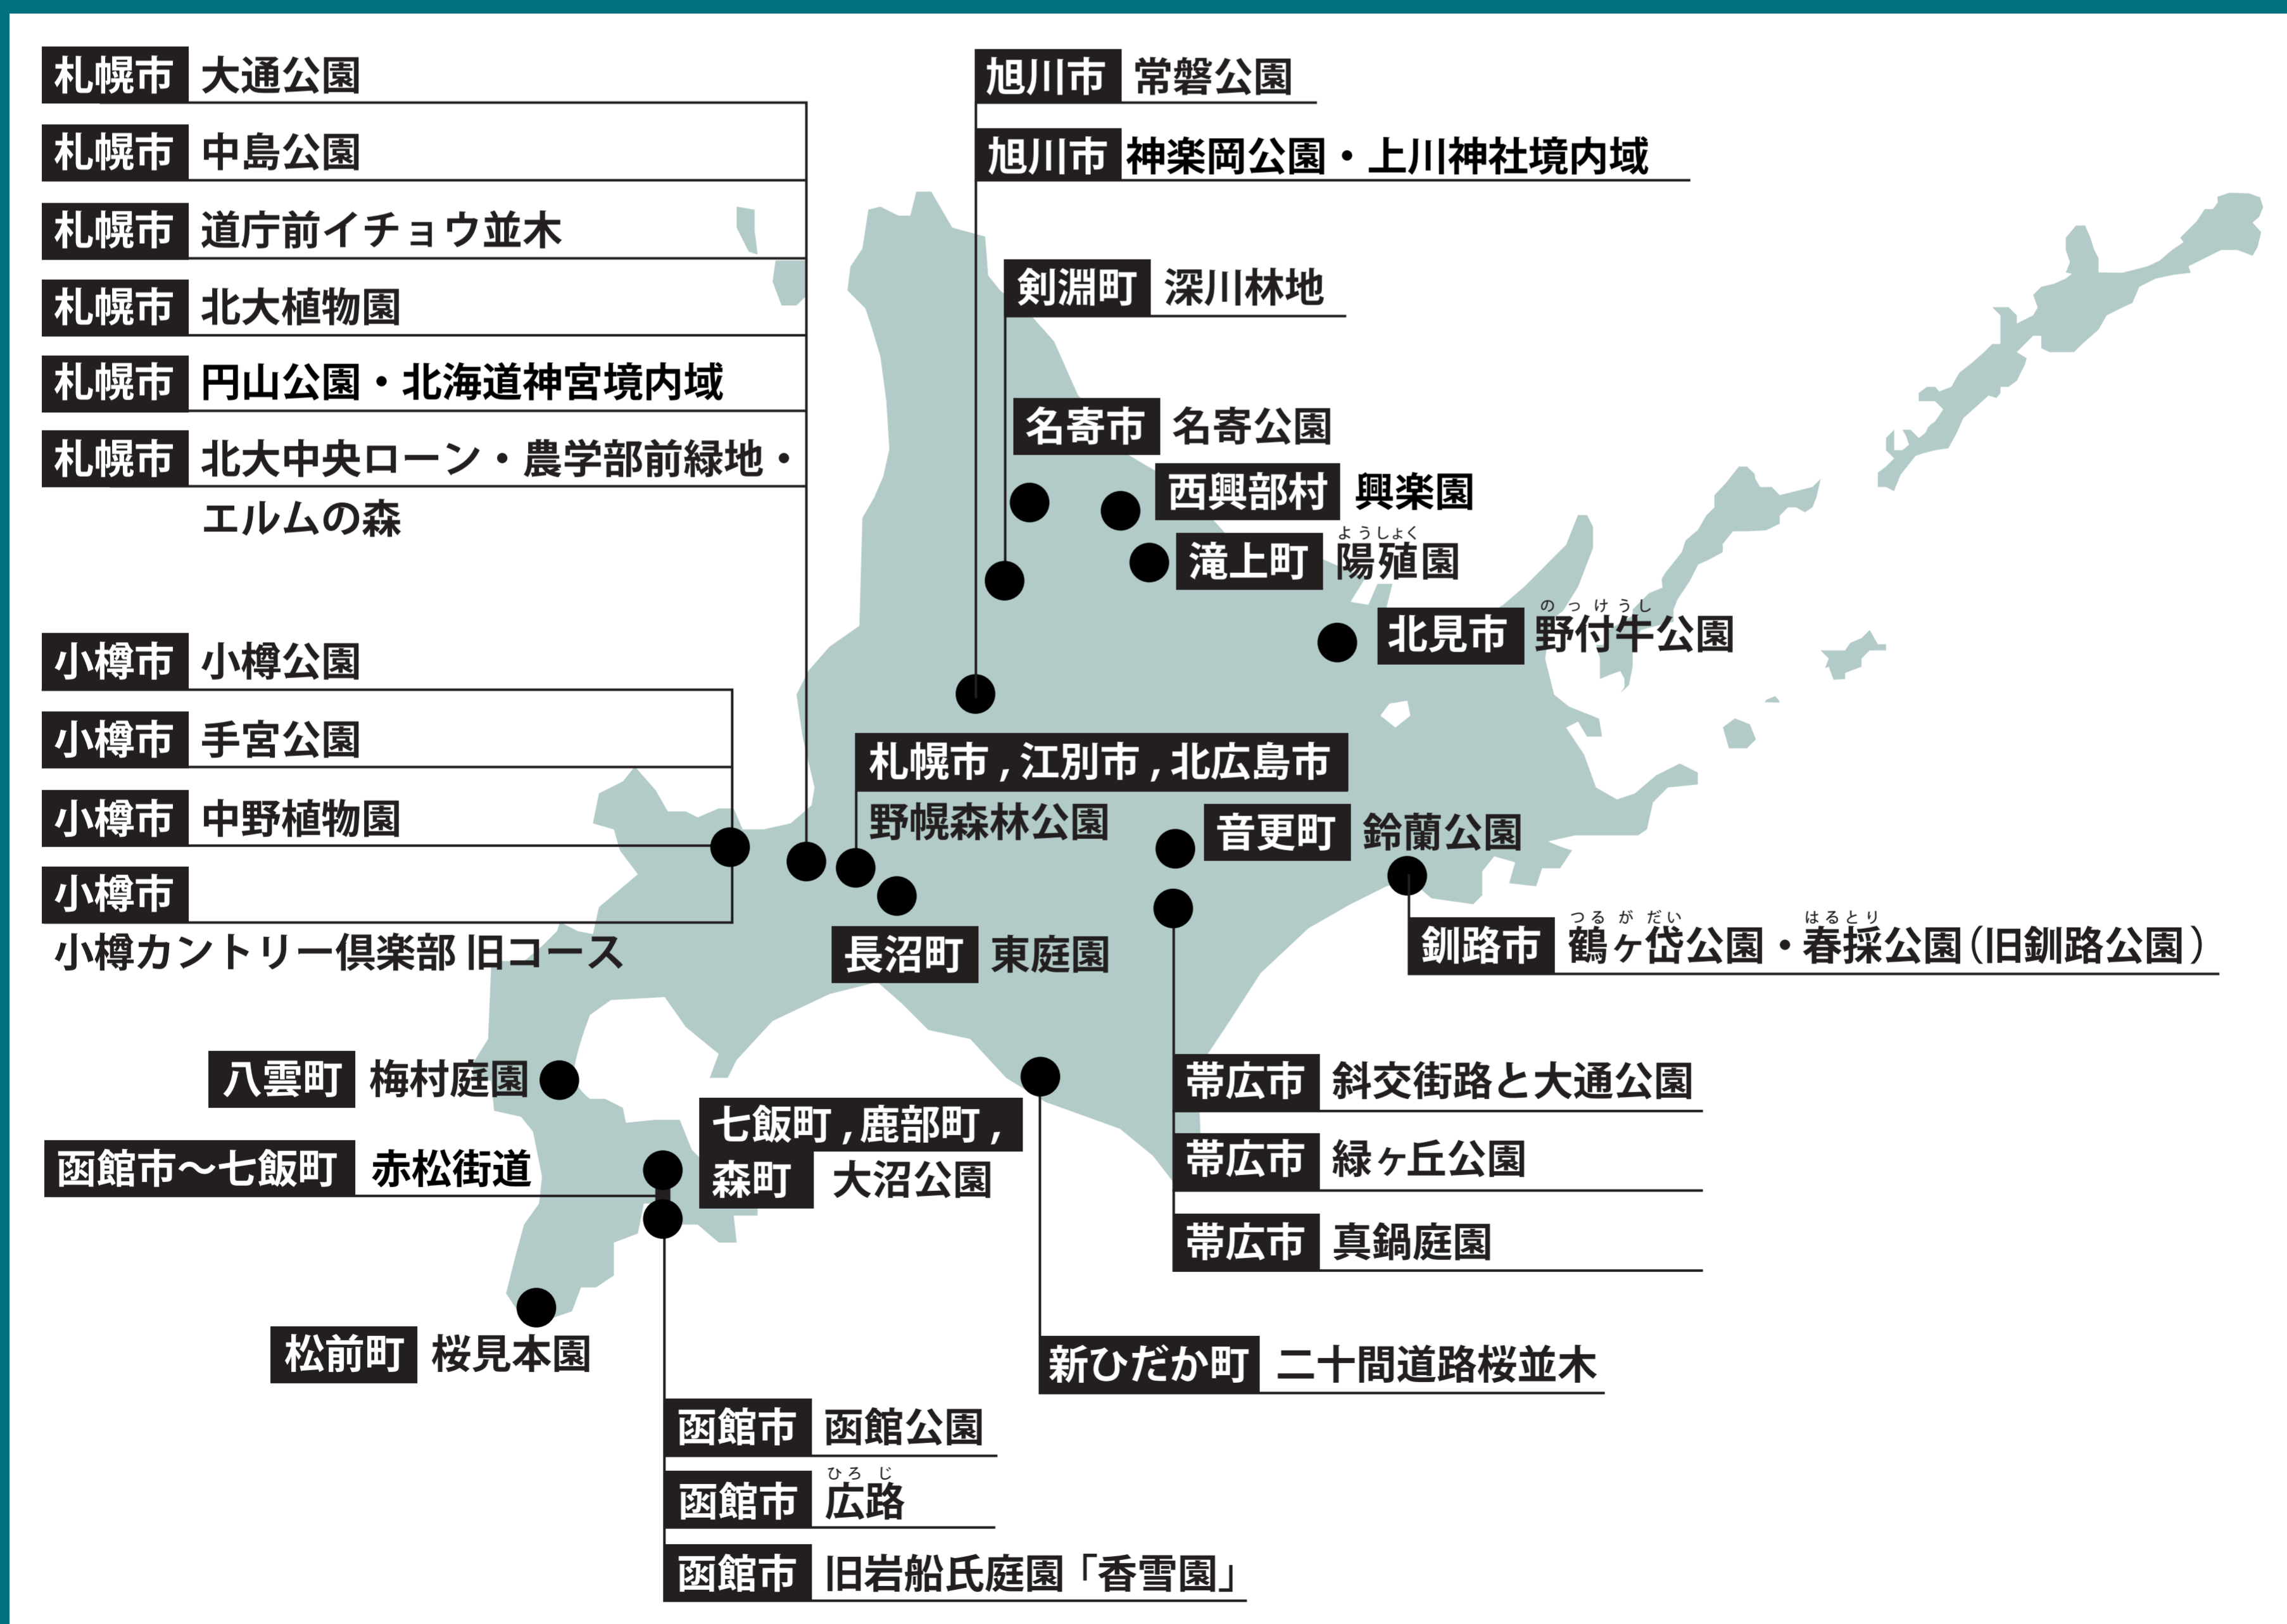 札幌市 大通公園
札幌市 中島公園
札幌市 道庁前イチョウ並木
札幌市 北大植物園
札幌市 円山公園・北海道神宮境内域
札幌市 北大中央ローン・農学部前緑地・
エルムの森
小樽市 小樽公園
小樽市 手宮公園
小樽市 中野植物園
小樽市
小樽カントリー倶楽部 旧コース
旭川市 常磐公園
旭川市 神楽岡公園・上川神社境内域
剣淵町 深川林地
名寄市 名寄公園
西興部村 興楽園
ようしょく
滝上町 陽殖園
のっけうし
北見市 野付牛公園
札幌市,江別市,北広島市
野幌森林公園
音更町 鈴蘭公園
長沼町 東庭園
つるがだい はるとり
釧路市 鶴ヶ岱公園・春採公園(旧釧路公園)
八雲町 梅村庭園
函館市〜七飯町 赤松街道
七飯町,鹿部町,
森町 大沼公園
帯広市 斜交街路と大通公園
帯広市 緑ヶ丘公園
帯広市 真鍋庭園
松前町 桜見本園
新ひだか町 二十間道路桜並木
函館市 函館公園
ひろじ
函館市 広路
函館市 旧岩船氏庭園「香雪園」